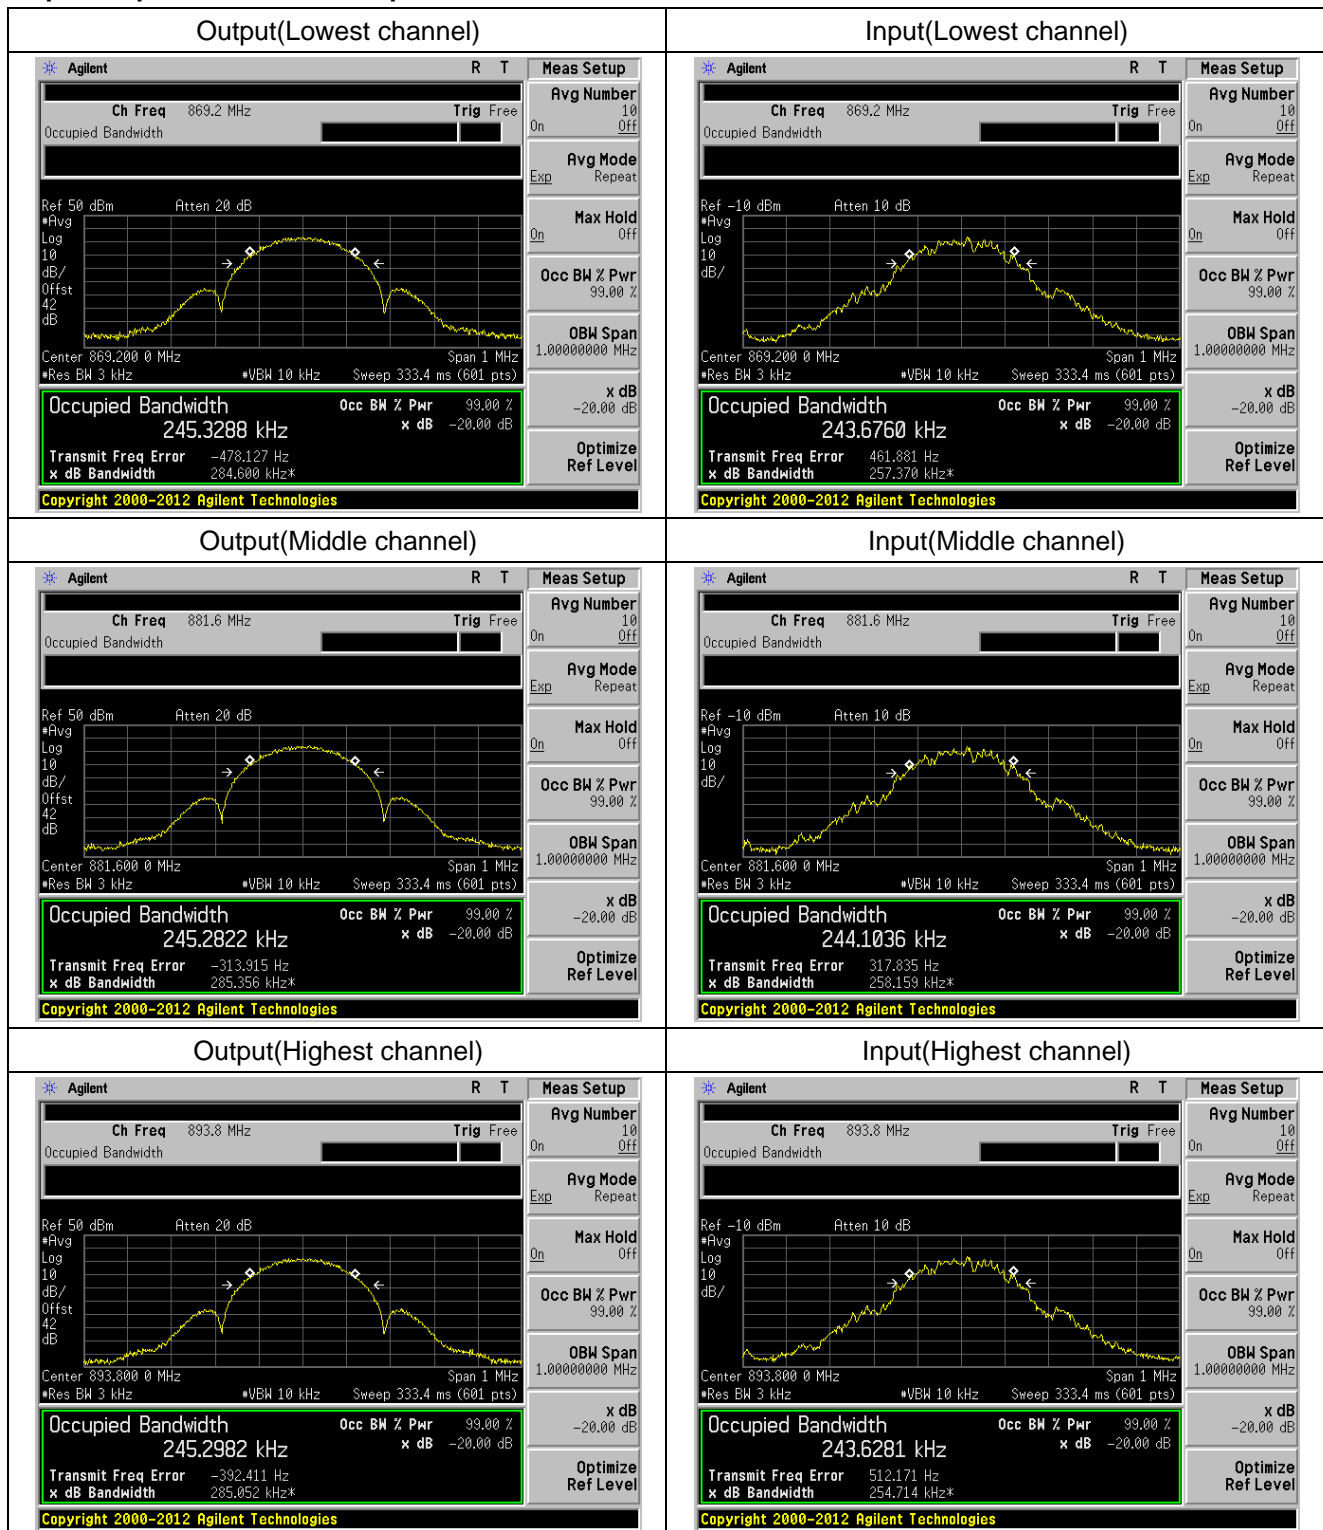 Output(Lowest channel)
Input(Lowest channel)
Agilent R T Meas Setup
Ch Freq 869.2 MHz Trig Free
Occupied Bandwidth
Avg Number
10
On Off
Avg Mode
Exp Repeat
Ref 50 dBm Atten 20 dB
#Avg
Log
10
dB/
Offst
42
dB
Max Hold
On Off
Occ BW % Pwr
99.00 %
OBW Span
1.00000000 MHz
Center 869.200 0 MHz Span 1 MHz
#Res BW 3 kHz #VBW 10 kHz Sweep 333.4 ms (601 pts)
x dB
-20.00 dB
Occupied Bandwidth Occ BW % Pwr 99.00 %
245.3288 kHz x dB -20.00 dB
Transmit Freq Error -478.127 Hz
x dB Bandwidth 284.600 kHz*
Optimize
Ref Level
Copyright 2000-2012 Agilent Technologies
Agilent R T Meas Setup
Ch Freq 869.2 MHz Trig Free
Occupied Bandwidth
Avg Number
10
On Off
Avg Mode
Exp Repeat
Ref -10 dBm Atten 10 dB
#Avg
Log
10
dB/
Max Hold
On Off
Occ BW % Pwr
99.00 %
OBW Span
1.00000000 MHz
Center 869.200 0 MHz Span 1 MHz
#Res BW 3 kHz #VBW 10 kHz Sweep 333.4 ms (601 pts)
x dB
-20.00 dB
Occupied Bandwidth Occ BW % Pwr 99.00 %
243.6760 kHz x dB -20.00 dB
Transmit Freq Error 461.881 Hz
x dB Bandwidth 257.370 kHz*
Optimize
Ref Level
Copyright 2000-2012 Agilent Technologies
Output(Middle channel)
Input(Middle channel)
Agilent R T Meas Setup
Ch Freq 881.6 MHz Trig Free
Occupied Bandwidth
Avg Number
10
On Off
Avg Mode
Exp Repeat
Ref 50 dBm Atten 20 dB
#Avg
Log
10
dB/
Offst
42
dB
Max Hold
On Off
Occ BW % Pwr
99.00 %
OBW Span
1.00000000 MHz
Center 881.600 0 MHz Span 1 MHz
#Res BW 3 kHz #VBW 10 kHz Sweep 333.4 ms (601 pts)
x dB
-20.00 dB
Occupied Bandwidth Occ BW % Pwr 99.00 %
245.2822 kHz x dB -20.00 dB
Transmit Freq Error -313.915 Hz
x dB Bandwidth 285.356 kHz*
Optimize
Ref Level
Copyright 2000-2012 Agilent Technologies
Agilent R T Meas Setup
Ch Freq 881.6 MHz Trig Free
Occupied Bandwidth
Avg Number
10
On Off
Avg Mode
Exp Repeat
Ref -10 dBm Atten 10 dB
#Avg
Log
10
dB/
Max Hold
On Off
Occ BW % Pwr
99.00 %
OBW Span
1.00000000 MHz
Center 881.600 0 MHz Span 1 MHz
#Res BW 3 kHz #VBW 10 kHz Sweep 333.4 ms (601 pts)
x dB
-20.00 dB
Occupied Bandwidth Occ BW % Pwr 99.00 %
244.1036 kHz x dB -20.00 dB
Transmit Freq Error 317.835 Hz
x dB Bandwidth 258.159 kHz*
Optimize
Ref Level
Copyright 2000-2012 Agilent Technologies
Output(Highest channel)
Input(Highest channel)
Agilent R T Meas Setup
Ch Freq 893.8 MHz Trig Free
Occupied Bandwidth
Avg Number
10
On Off
Avg Mode
Exp Repeat
Ref 50 dBm Atten 20 dB
#Avg
Log
10
dB/
Offst
42
dB
Max Hold
On Off
Occ BW % Pwr
99.00 %
OBW Span
1.00000000 MHz
Center 893.800 0 MHz Span 1 MHz
#Res BW 3 kHz #VBW 10 kHz Sweep 333.4 ms (601 pts)
x dB
-20.00 dB
Occupied Bandwidth Occ BW % Pwr 99.00 %
245.2982 kHz x dB -20.00 dB
Transmit Freq Error -392.411 Hz
x dB Bandwidth 285.052 kHz*
Optimize
Ref Level
Copyright 2000-2012 Agilent Technologies
Agilent R T Meas Setup
Ch Freq 893.8 MHz Trig Free
Occupied Bandwidth
Avg Number
10
On Off
Avg Mode
Exp Repeat
Ref -10 dBm Atten 10 dB
#Avg
Log
10
dB/
Max Hold
On Off
Occ BW % Pwr
99.00 %
OBW Span
1.00000000 MHz
Center 893.800 0 MHz Span 1 MHz
#Res BW 3 kHz #VBW 10 kHz Sweep 333.4 ms (601 pts)
x dB
-20.00 dB
Occupied Bandwidth Occ BW % Pwr 99.00 %
243.6281 kHz x dB -20.00 dB
Transmit Freq Error 512.171 Hz
x dB Bandwidth 254.714 kHz*
Optimize
Ref Level
Copyright 2000-2012 Agilent Technologies